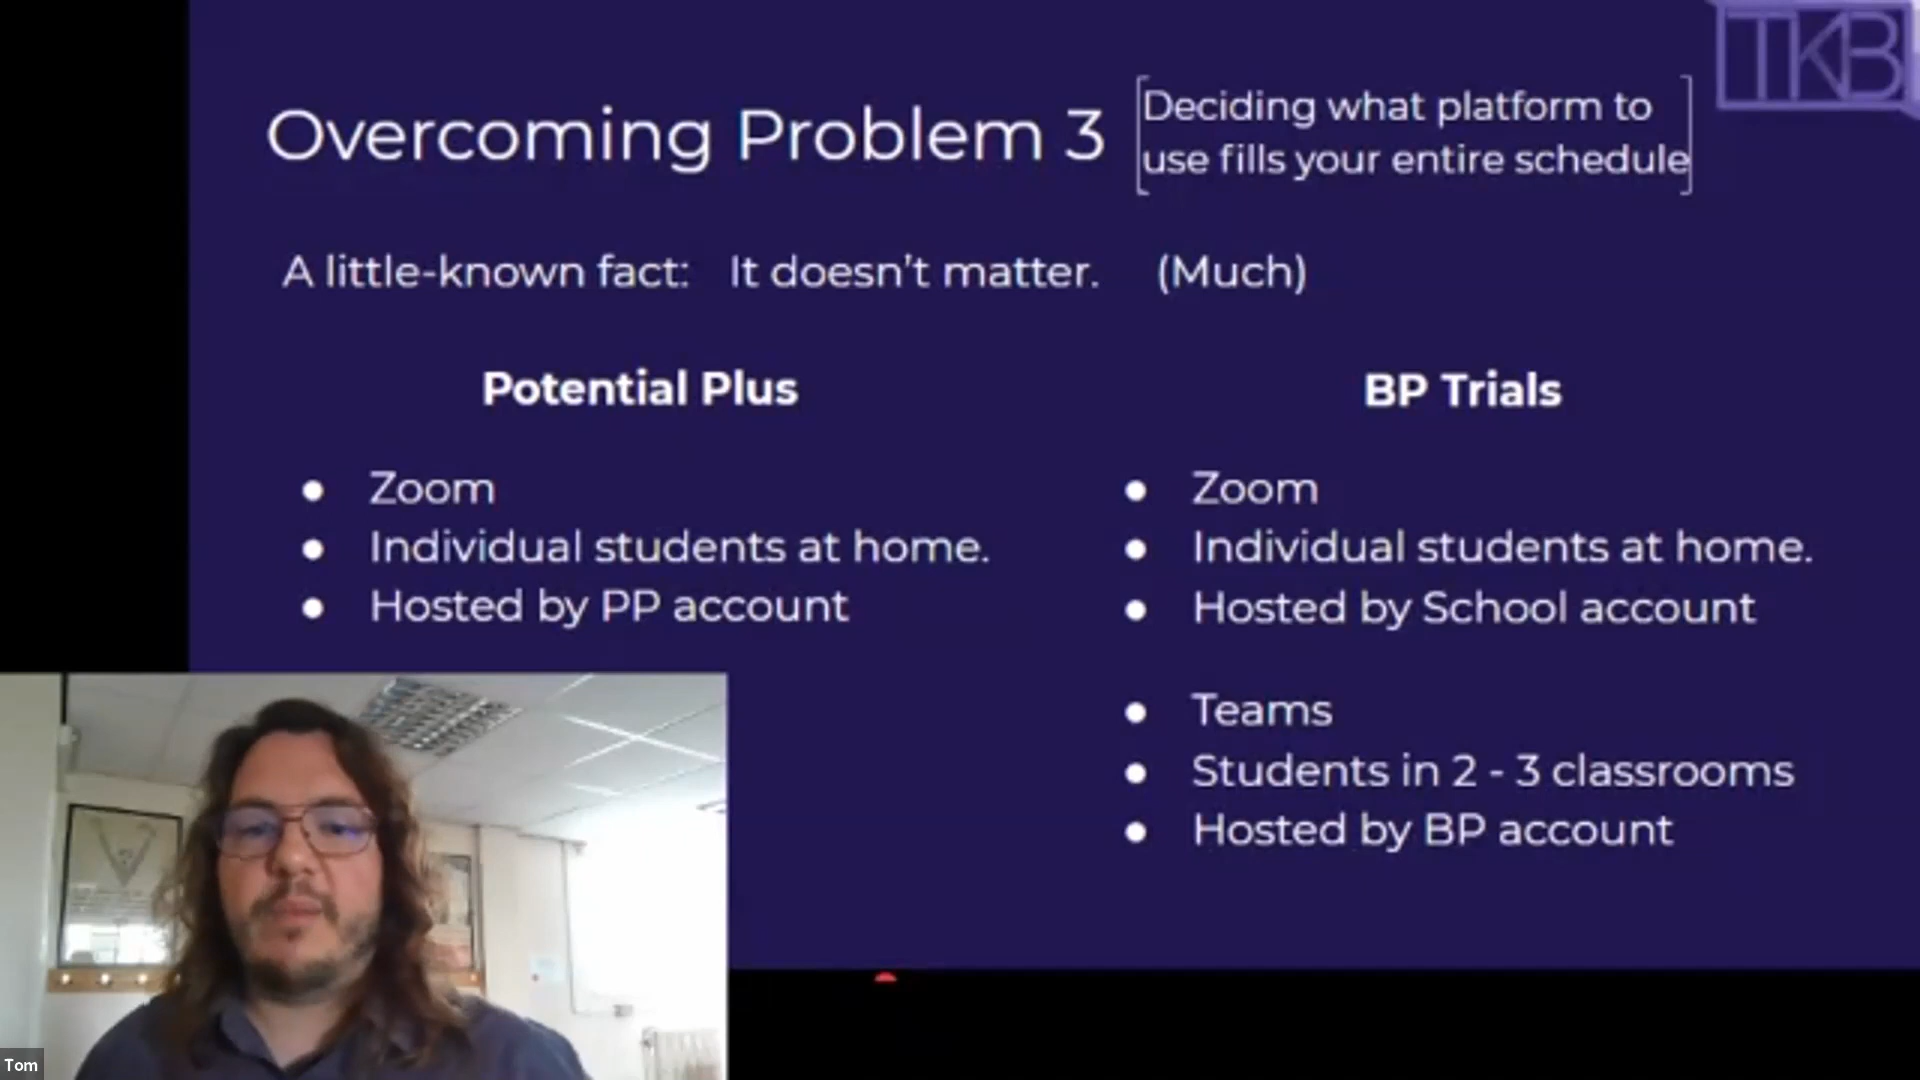 TKB
Overcoming Problem 3
Deciding what platform to
use fills your entire schedule
A little-known fact: It doesn’t matter. (Much)
Potential Plus
Zoom
Individual students at home.
Hosted by PP account
BP Trials
Zoom
Individual students at home.
Hosted by School account
Teams
Students in 2 - 3 classrooms
Hosted by BP account
Tom